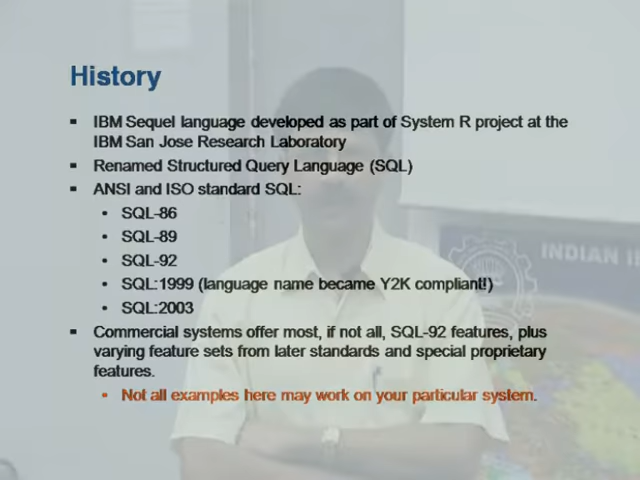 History
▪ IBM Sequel language developed as part of System R project at the
IBM San Jose Research Laboratory
▪ Renamed Structured Query Language (SQL)
▪ ANSI and ISO standard SQL:
• SQL-86
• SQL-89
• SQL-92
• SQL:1999 (language name became Y2K compliant!)
• SQL:2003
▪ Commercial systems offer most, if not all, SQL-92 features, plus
varying feature sets from later standards and special proprietary
features.
▪ Not all examples here may work on your particular system.
INDIAN